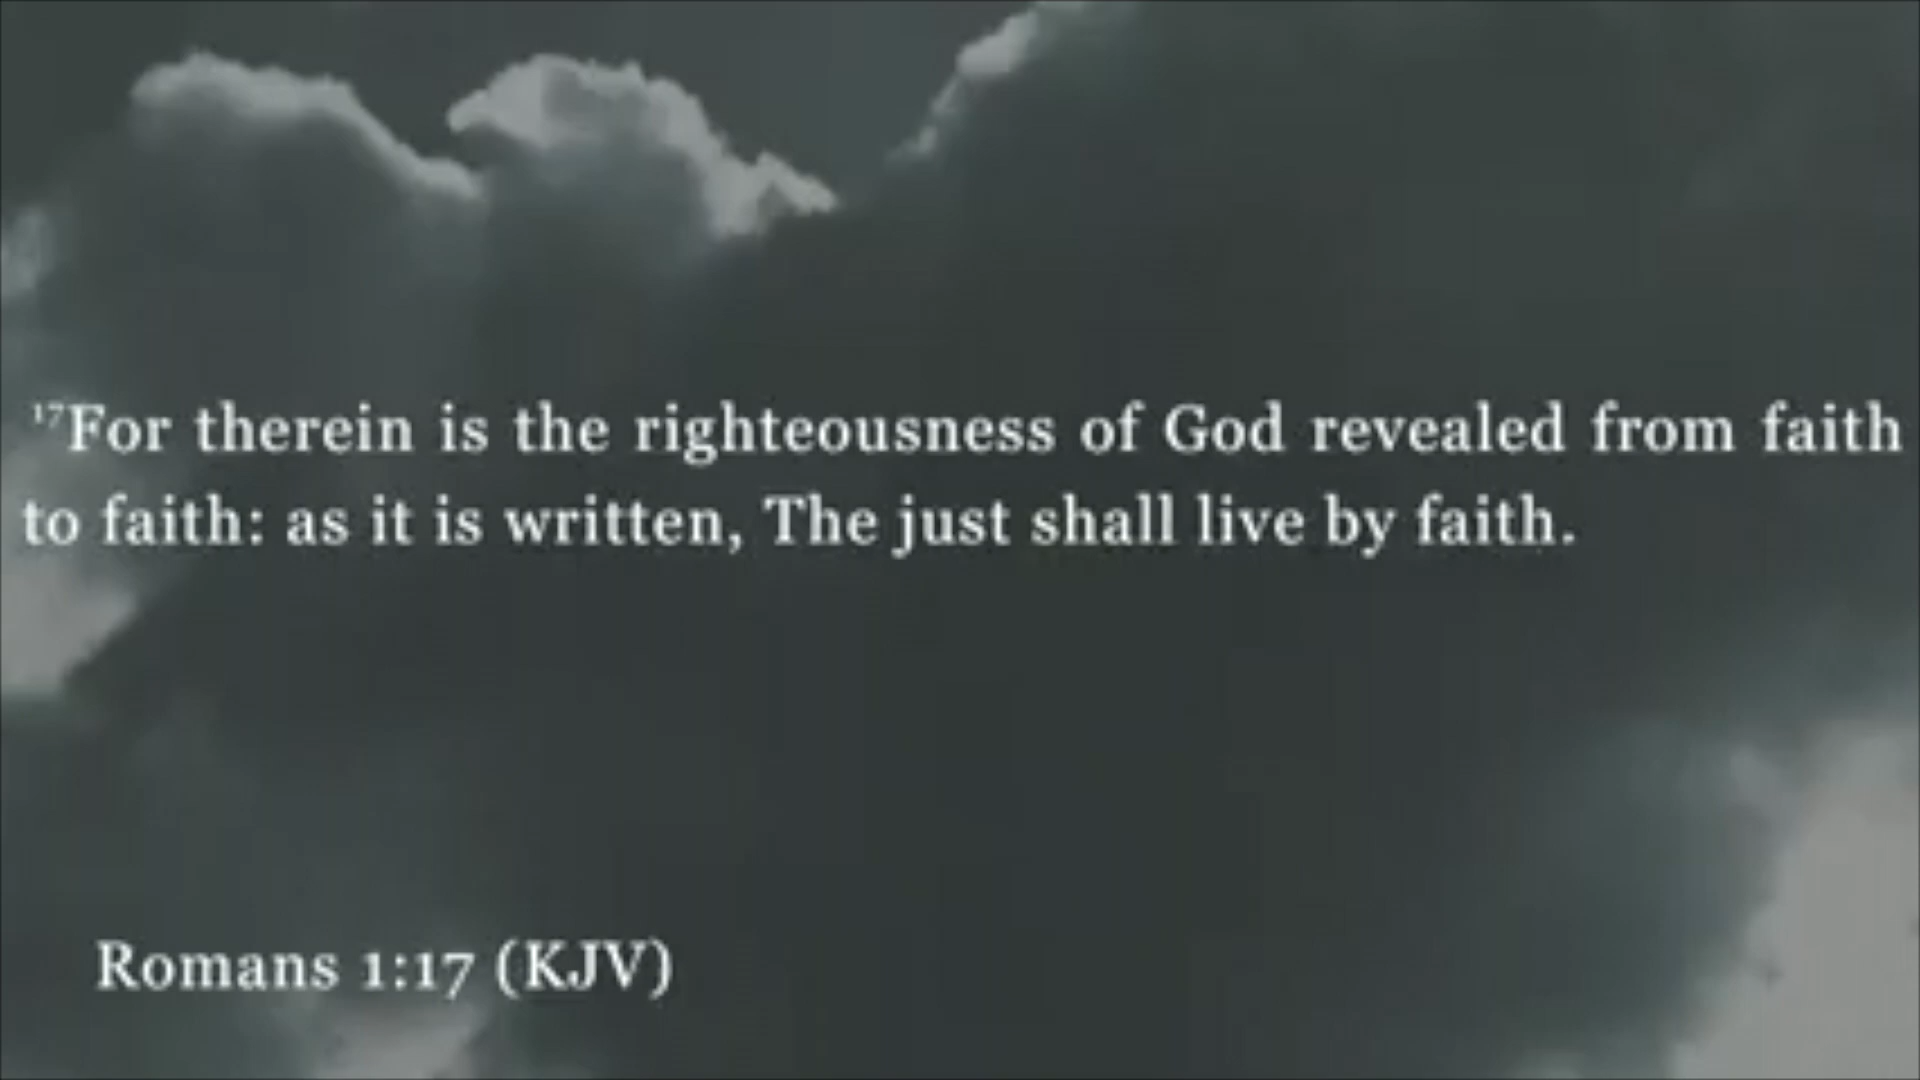 ¹⁷For therein is the righteousness of God revealed from faith
to faith: as it is written, The just shall live by faith.
Romans 1:17 (KJV)